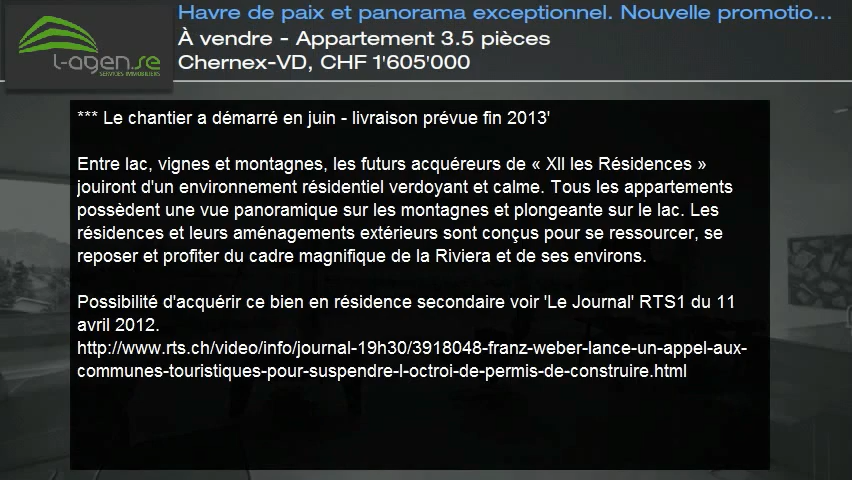 Havre de paix et panorama exceptionnel. Nouvelle promotio...
À vendre - Appartement 3.5 pièces
Chernex-VD, CHF 1'605'000
L-agen.se
SERVICES IMMOBILIERS
*** Le chantier a démarré en juin - livraison prévue fin 2013'
Entre lac, vignes et montagnes, les futurs acquéreurs de « XII les Résidences »
jouiront d'un environnement résidentiel verdoyant et calme. Tous les appartements
possèdent une vue panoramique sur les montagnes et plongeante sur le lac. Les
résidences et leurs aménagements extérieurs sont conçus pour se ressourcer, se
reposer et profiter du cadre magnifique de la Riviera et de ses environs.
Possibilité d'acquérir ce bien en résidence secondaire voir 'Le Journal' RTS1 du 11
avril 2012.
http://www.rts.ch/video/info/journal-19h30/3918048-franz-weber-lance-un-appel-aux-
communes-touristiques-pour-suspendre-l-octroi-de-permis-de-construire.html